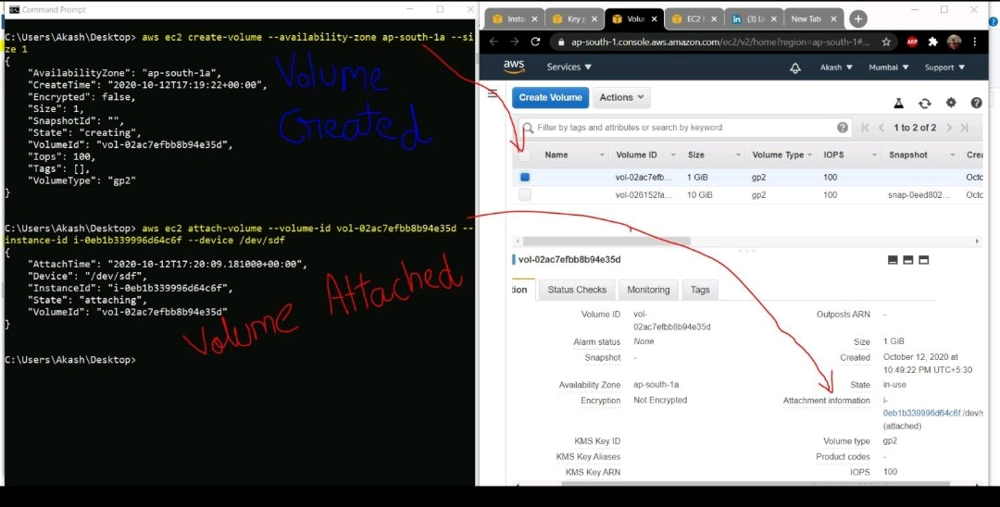 Command Prompt
C:\Users\Akash\Desktop> aws ec2 create-volume --availability-zone ap-south-1a --si
ze 1
{
"AvailabilityZone": "ap-south-1a",
"CreateTime": "2020-10-12T17:19:22+00:00",
"Encrypted": false,
"Size": 1,
"SnapshotId": "",
"State": "creating",
"VolumeId": "vol-02ac7efbb8b94e35d",
"Iops": 100,
"Tags": [],
"VolumeType": "gp2"
}
Volume
Created
C:\Users\Akash\Desktop> aws ec2 attach-volume --volume-id vol-02ac7efbb8b94e35d --
instance-id i-0eb1b339996d64c6f --device /dev/sdf
{
"AttachTime": "2020-10-12T17:20:09.181000+00:00",
"Device": "/dev/sdf",
"InstanceId": "i-0eb1b339996d64c6f",
"State": "attaching",
"VolumeId": "vol-02ac7efbb8b94e35d"
}
Volume Attached
C:\Users\Akash\Desktop>
Insta X Key p X Volur X EC2 X in (3) Li X New Tab X +
ap-south-1.console.aws.amazon.com/ec2/v2/home?region=ap-south-1#... ABP
aws Services Akash Mumbai Support
Create Volume Actions
Filter by tags and attributes or search by keyword 1 to 2 of 2
Name Volume ID Size Volume Type IOPS Snapshot Crea
vol-02ac7efb... 1 GiB gp2 100 Octo
vol-026152fa... 10 GiB gp2 100 snap-0eed802... Octo
vol-02ac7efbb8b94e35d
tion Status Checks Monitoring Tags
Volume ID vol- Outposts ARN -
02ac7efbb8b94e35d
Alarm status None Size 1 GiB
Snapshot - Created October 12, 2020 at
10:49:22 PM UTC+5:30
Availability Zone ap-south-1a State in-use
Encryption Not Encrypted Attachment information i-
0eb1b339996d64c6f:/dev/s
(attached)
KMS Key ID Volume type gp2
KMS Key Aliases Product codes -
KMS Key ARN IOPS 100